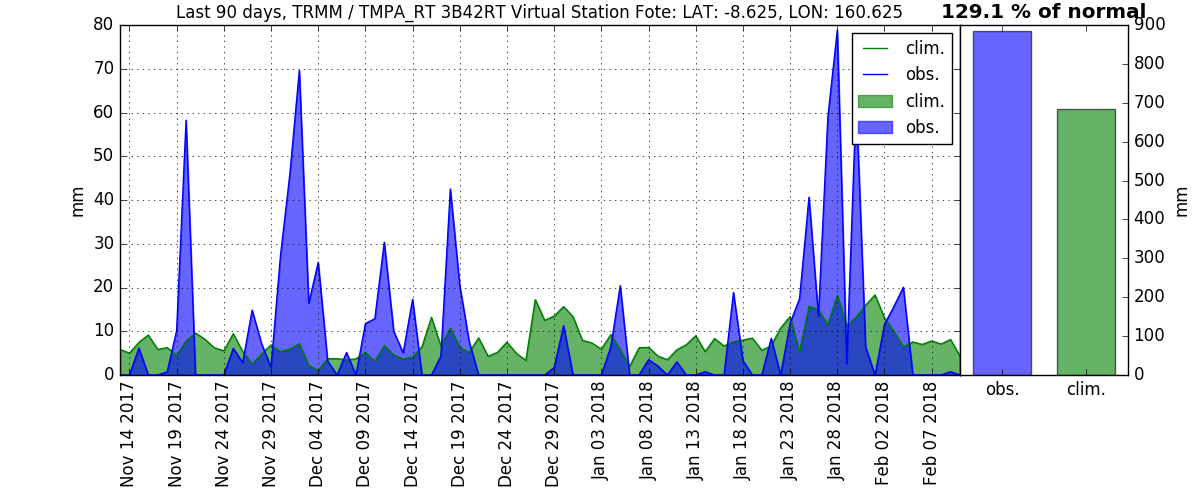 Last 90 days, TRMM / TMPA_RT 3B42RT Virtual Station Fote: LAT: -8.625, LON: 160.625
129.1 % of normal
80
70
60
50
40
30
20
10
0
mm
clim.
obs.
clim.
obs.
900
800
700
600
500
400
300
200
100
0
mm
Nov 14 2017
Nov 19 2017
Nov 24 2017
Nov 29 2017
Dec 04 2017
Dec 09 2017
Dec 14 2017
Dec 19 2017
Dec 24 2017
Dec 29 2017
Jan 03 2018
Jan 08 2018
Jan 13 2018
Jan 18 2018
Jan 23 2018
Jan 28 2018
Feb 02 2018
Feb 07 2018
obs.
clim.